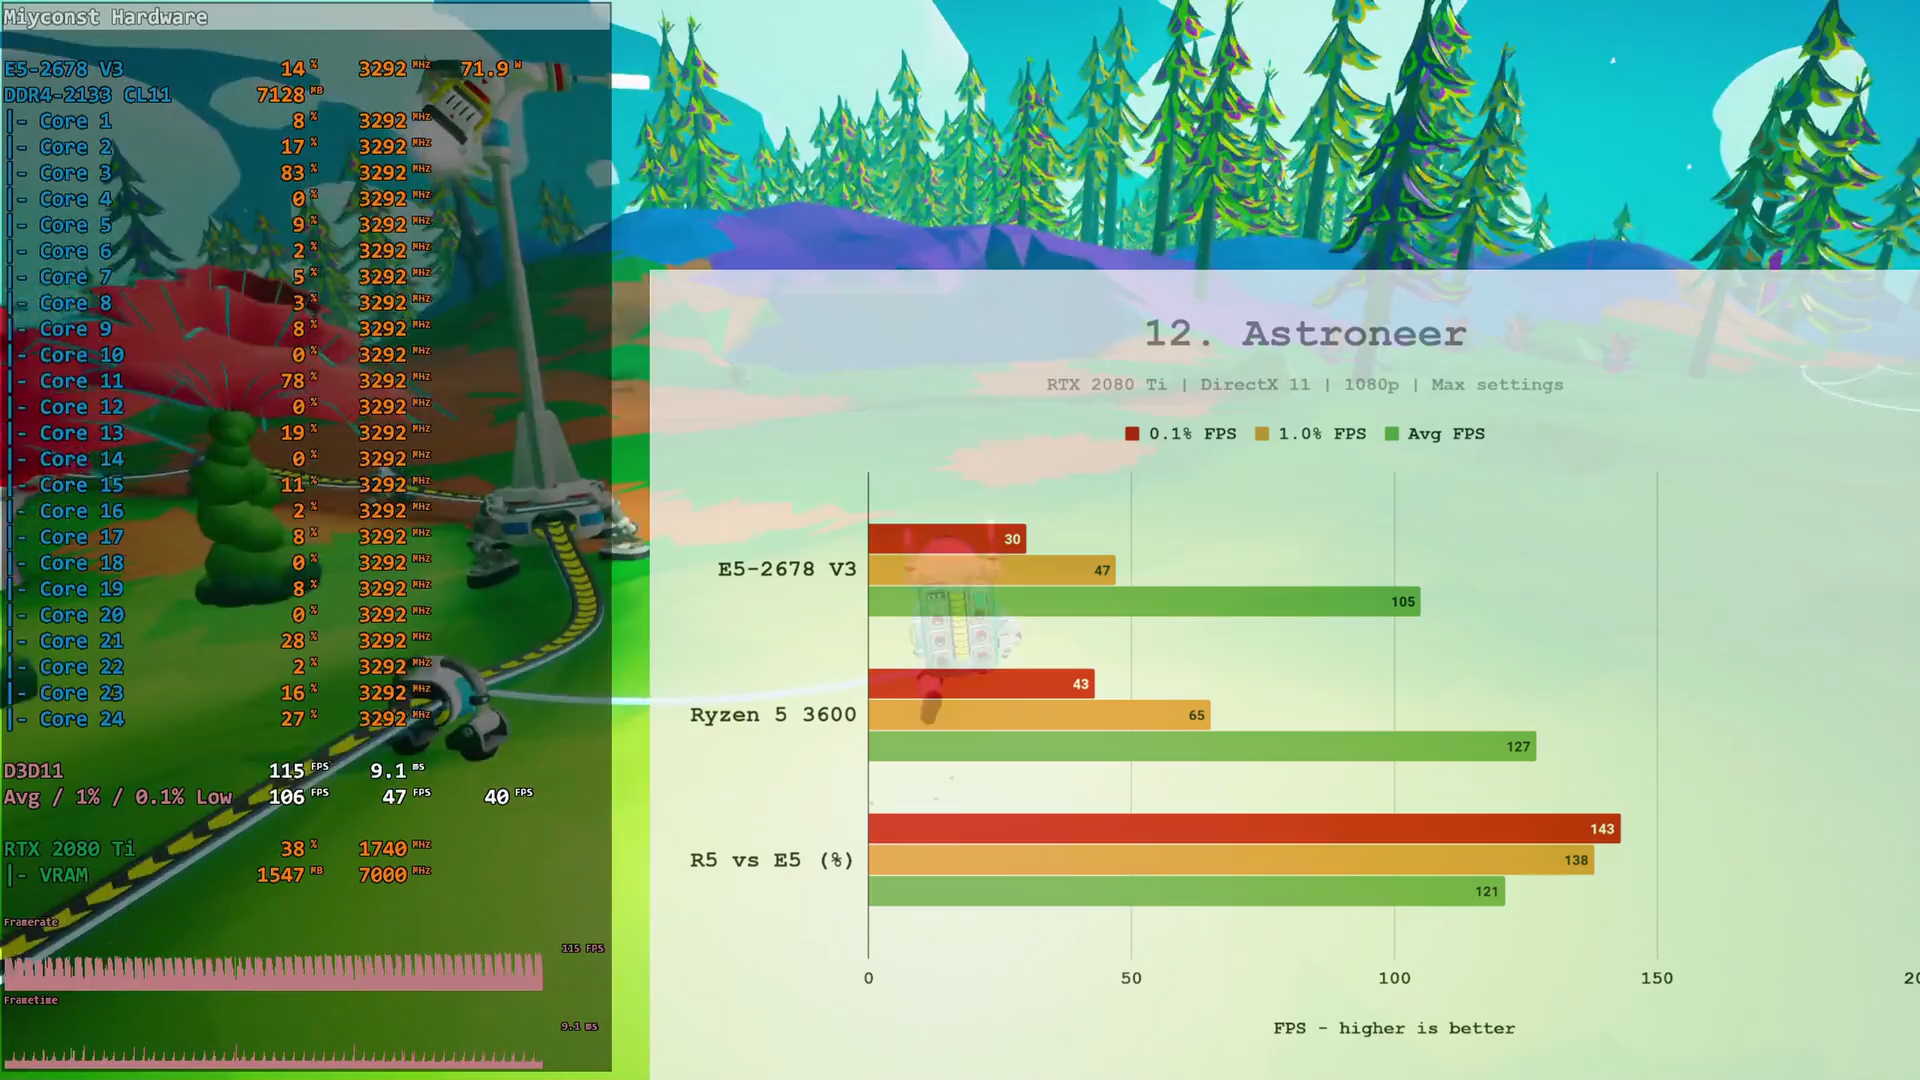 Miyconst Hardware
E5-2678 V3 14 % 3292 MHz 71.9 W
DDR4-2133 CL11 7128 MB
|- Core 1 8 % 3292 MHz
|- Core 2 17 % 3292 MHz
|- Core 3 83 % 3292 MHz
|- Core 4 0 % 3292 MHz
|- Core 5 9 % 3292 MHz
|- Core 6 2 % 3292 MHz
|- Core 7 5 % 3292 MHz
|- Core 8 3 % 3292 MHz
|- Core 9 8 % 3292 MHz
|- Core 10 0 % 3292 MHz
|- Core 11 78 % 3292 MHz
|- Core 12 0 % 3292 MHz
|- Core 13 19 % 3292 MHz
|- Core 14 0 % 3292 MHz
|- Core 15 11 % 3292 MHz
|- Core 16 2 % 3292 MHz
|- Core 17 8 % 3292 MHz
|- Core 18 0 % 3292 MHz
|- Core 19 8 % 3292 MHz
|- Core 20 0 % 3292 MHz
|- Core 21 28 % 3292 MHz
|- Core 22 2 % 3292 MHz
|- Core 23 16 % 3292 MHz
|- Core 24 27 % 3292 MHz
D3D11 115 FPS 9.1 ms
Avg / 1% / 0.1% Low 106 FPS 47 FPS 40 FPS
RTX 2080 Ti 38 % 1740 MHz
|- VRAM 1547 MB 7000 MHz
Framerate
115 FPS
Frametime
9.1 ms
12. Astroneer
RTX 2080 Ti | DirectX 11 | 1080p | Max settings
0.1% FPS 1.0% FPS Avg FPS
30
E5-2678 V3 47
105
43
Ryzen 5 3600 65
127
143
R5 vs E5 (%) 138
121
0 50 100 150
FPS - higher is better